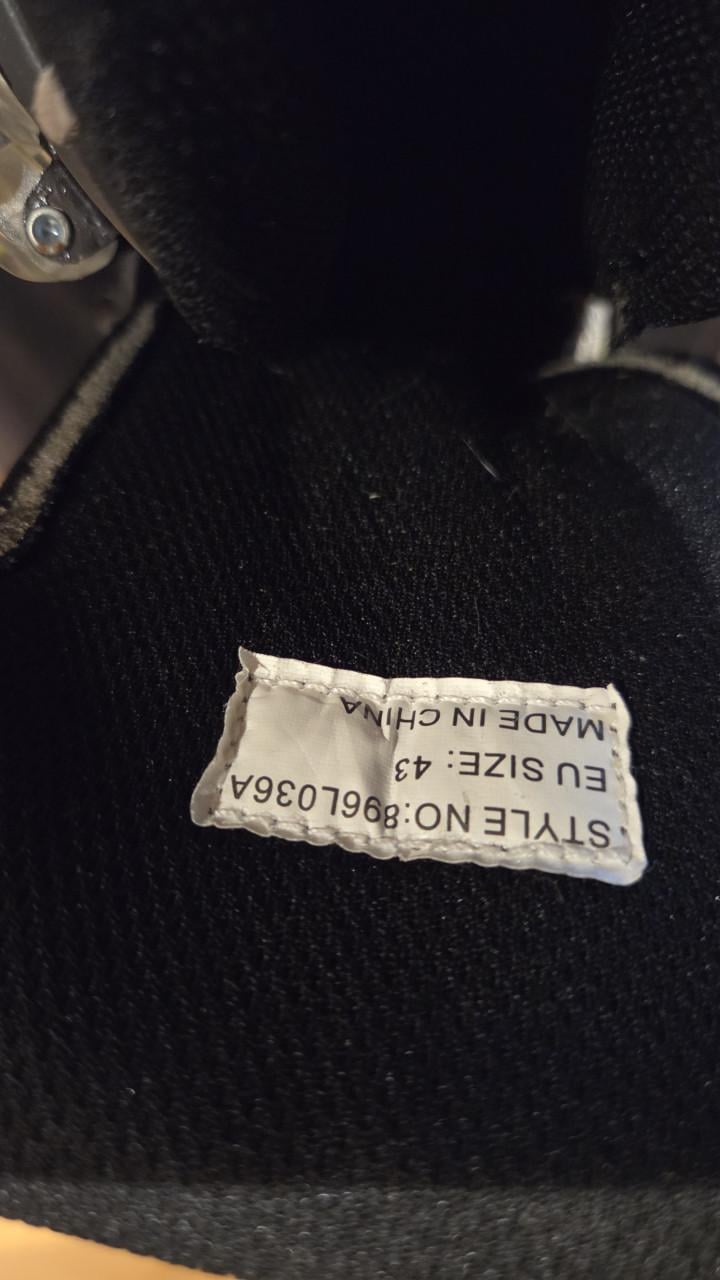 STYLE NO:896L036A
EU SIZE: 43
MADE IN CHINA